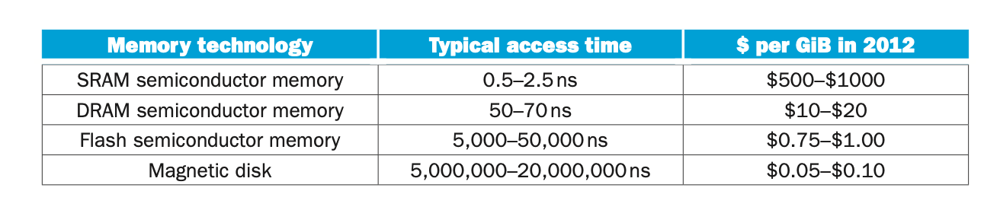 Memory technology Typical access time $ per GiB in 2012
SRAM semiconductor memory 0.5–2.5 ns $500–$1000
DRAM semiconductor memory 50–70 ns $10–$20
Flash semiconductor memory 5,000–50,000 ns $0.75–$1.00
Magnetic disk 5,000,000–20,000,000 ns $0.05–$0.10